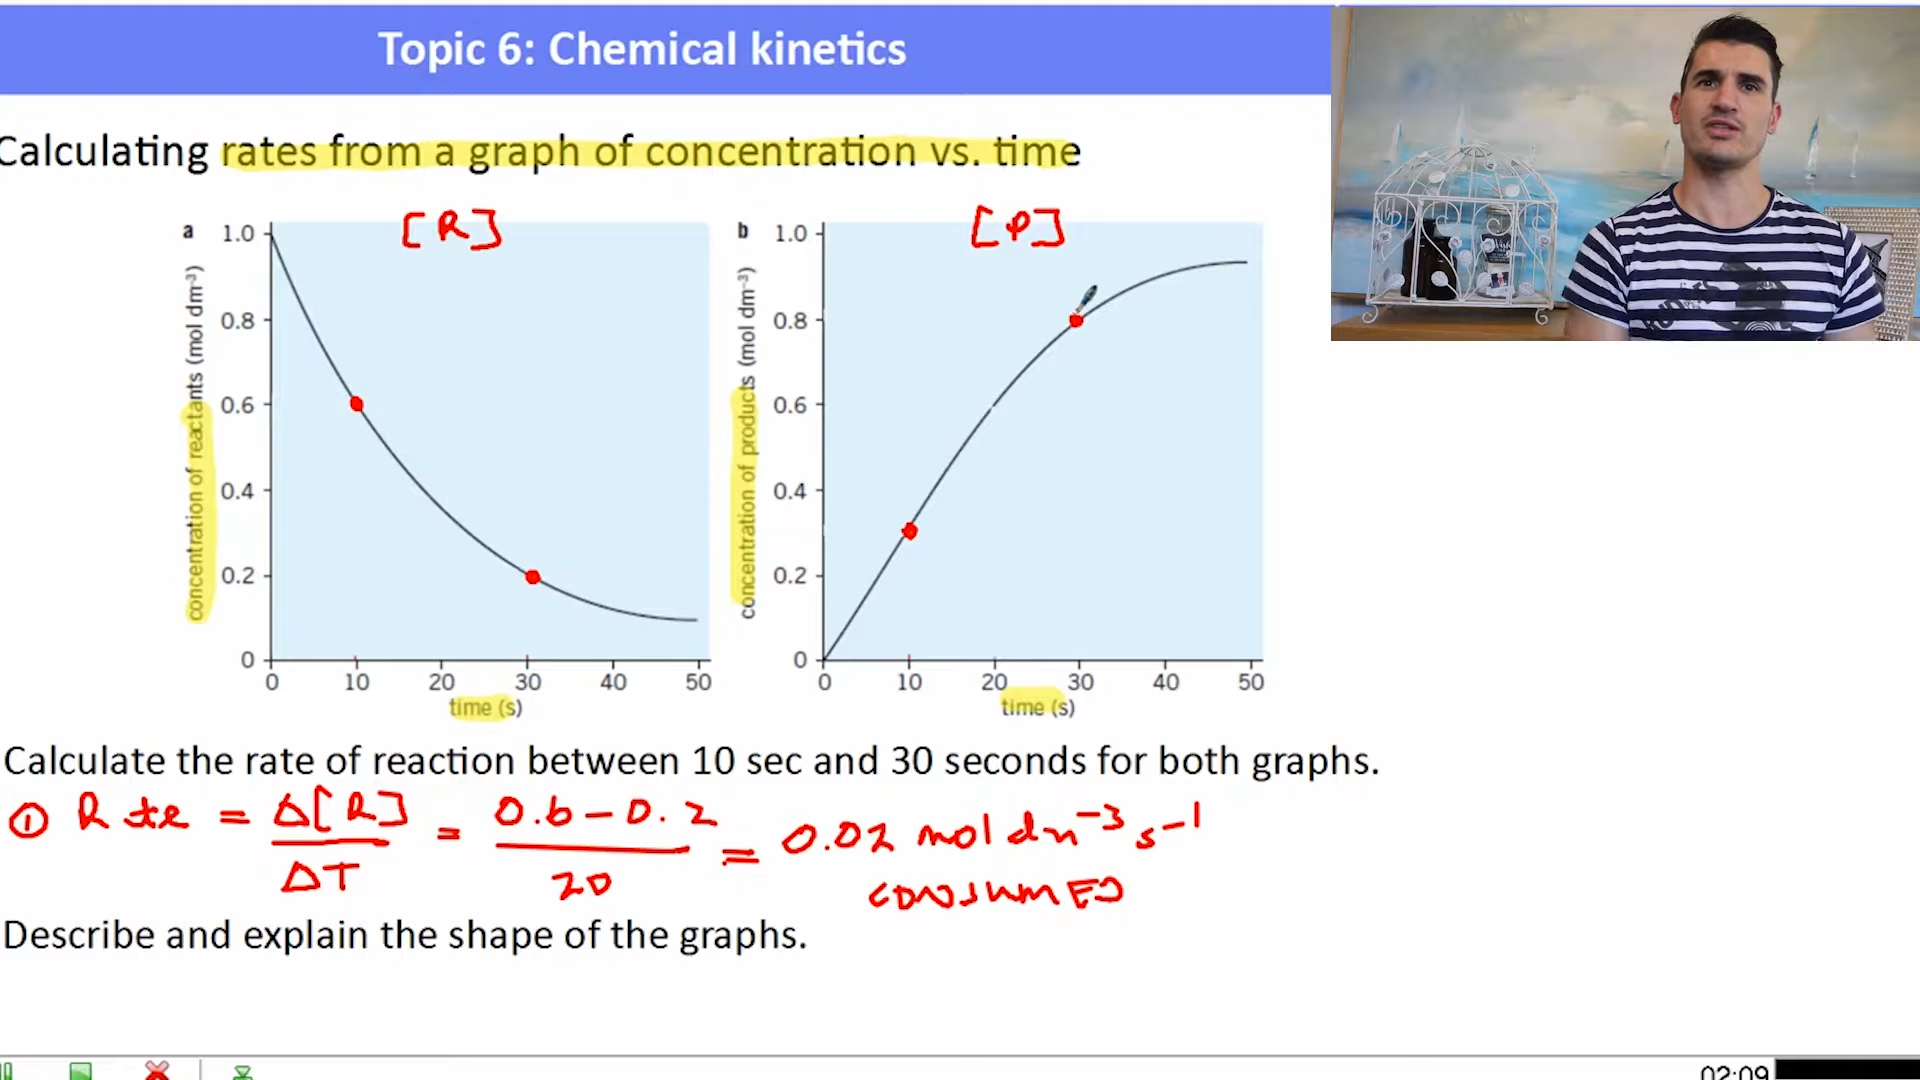 Topic 6: Chemical kinetics
Calculating rates from a graph of concentration vs. time
a
[R]
1.0
0.8
0.6
0.4
0.2
0
concentration of reactants (mol dm⁻³)
0 10 20 30 40 50
time (s)
b
[P]
1.0
0.8
0.6
0.4
0.2
0
concentration of products (mol dm⁻³)
0 10 20 30 40 50
time (s)
Calculate the rate of reaction between 10 sec and 30 seconds for both graphs.
① Rate = Δ[R] / ΔT = 0.6 - 0.2 / 20 = 0.02 mol dm⁻³ s⁻¹
CONSUMED
Describe and explain the shape of the graphs.
02:09